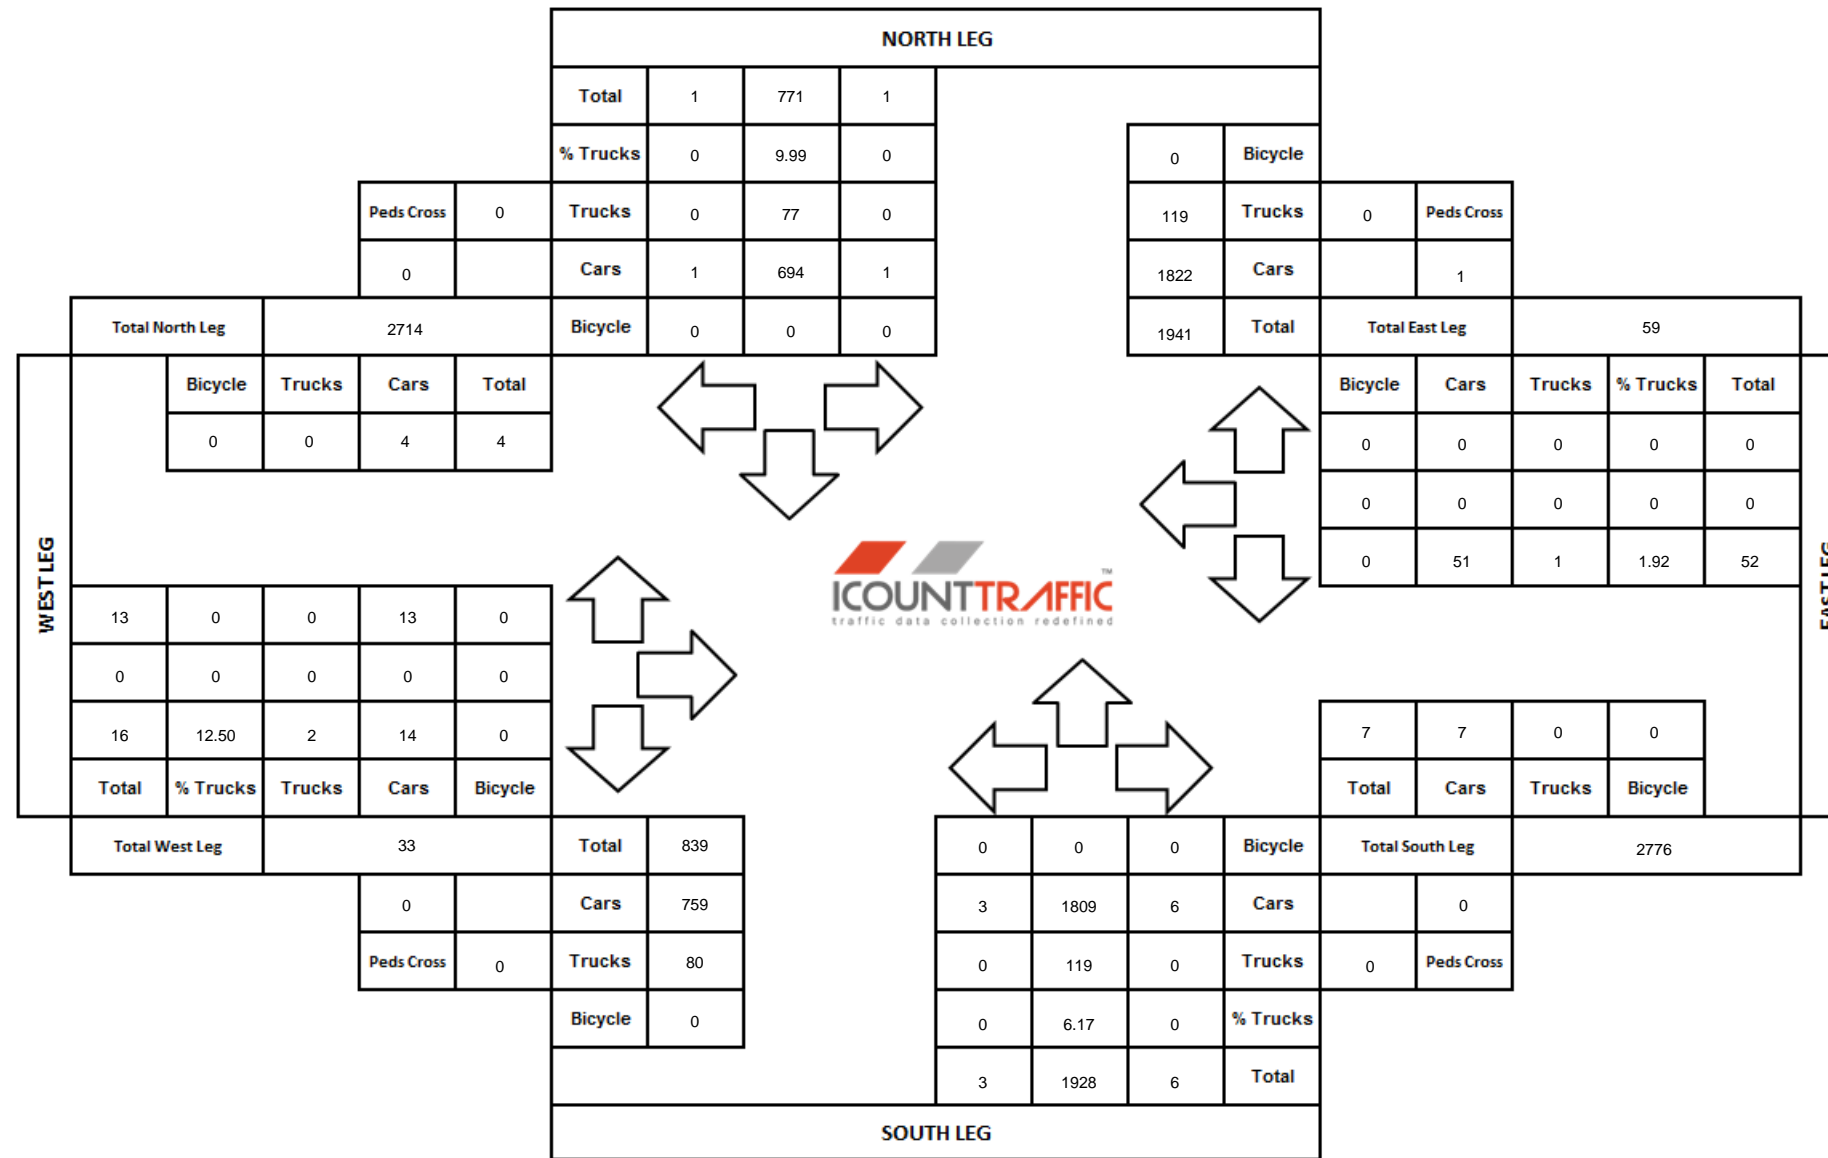 NORTH LEG
Total 1 771 1
% Trucks 0 9.99 0 0 Bicycle
Peds Cross 0 Trucks 0 77 0 119 Trucks 0 Peds Cross
0 Cars 1 694 1 1822 Cars 1
Total North Leg 2714 Bicycle 0 0 0 1941 Total Total East Leg 59
Bicycle Trucks Cars Total Bicycle Cars Trucks % Trucks Total
0 0 4 4 0 0 0 0 0
0 0 0 0 0
WEST LEG
0 51 1 1.92 52
EAST LEG
ICOUNTTRAFFIC™
traffic data collection redefined
13 0 0 13 0
0 0 0 0 0
16 12.50 2 14 0 7 7 0 0
Total % Trucks Trucks Cars Bicycle Total Cars Trucks Bicycle
Total West Leg 33 Total 839 0 0 0 Bicycle Total South Leg 2776
0 Cars 759 3 1809 6 Cars 0
Peds Cross 0 Trucks 80 0 119 0 Trucks 0 Peds Cross
Bicycle 0 0 6.17 0 % Trucks
3 1928 6 Total
SOUTH LEG